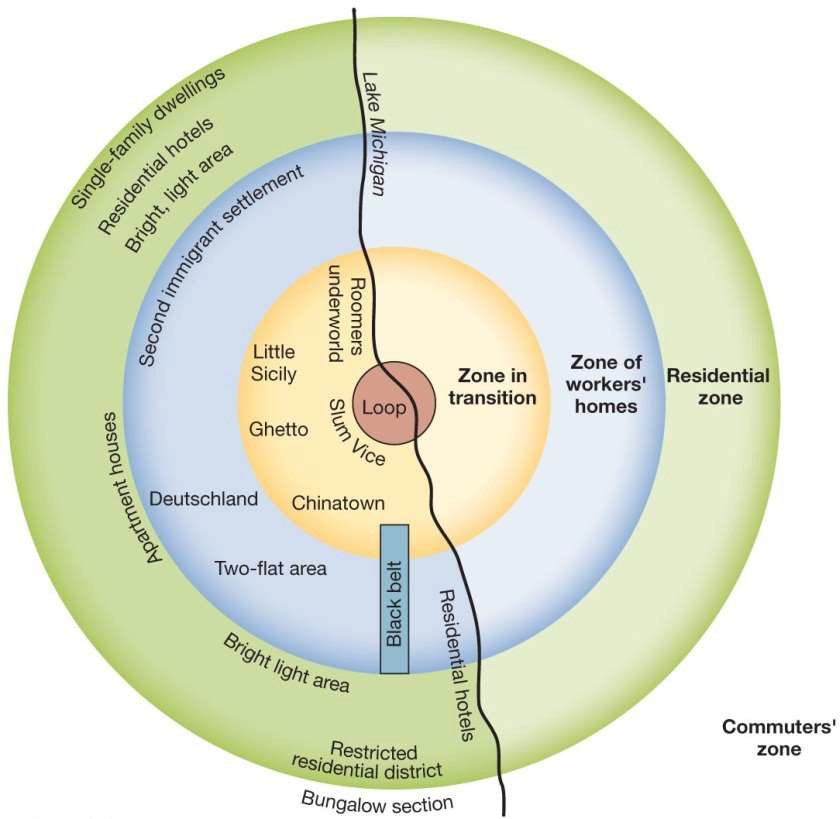 Single-family dwellings
Residential hotels
Bright, light area
Second immigrant settlement
Lake Michigan
Roomers
underworld
Little
Sicily
Ghetto
Loop
Slum Vice
Zone in
transition
Zone of
workers'
homes
Residential
zone
Apartment houses
Deutschland
Chinatown
Two-flat area
Black belt
Residential hotels
Bright light area
Restricted
residential district
Bungalow section
Commuters'
zone